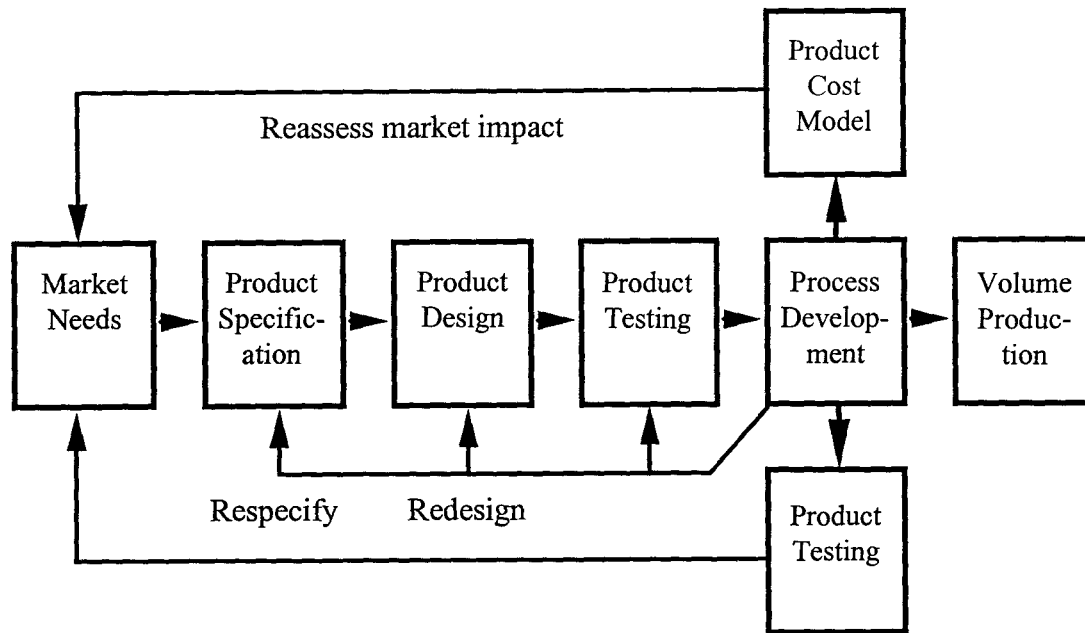 Product
Cost
Model
Reassess market impact
Market
Needs
Product
Specific-
ation
Product
Design
Product
Testing
Process
Develop-
ment
Volume
Produc-
tion
Respecify
Redesign
Product
Testing